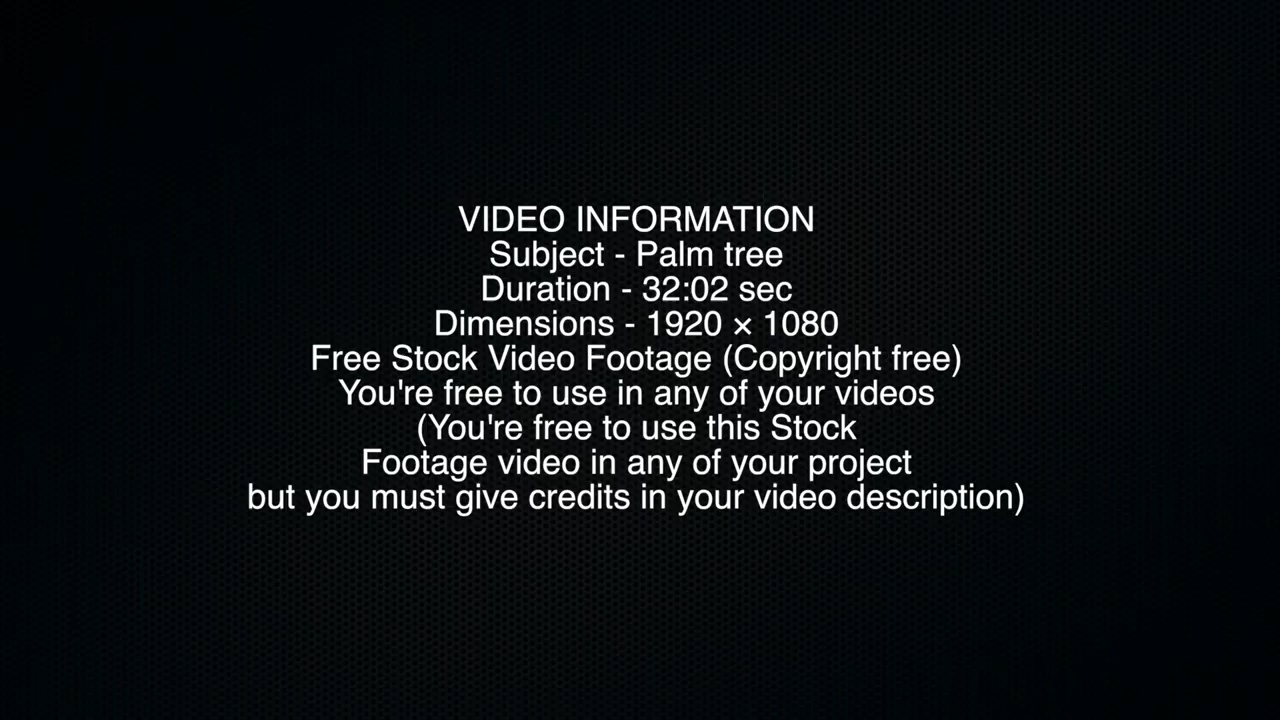 VIDEO INFORMATION
Subject - Palm tree
Duration - 32:02 sec
Dimensions - 1920 × 1080
Free Stock Video Footage (Copyright free)
You're free to use in any of your videos
(You're free to use this Stock
Footage video in any of your project
but you must give credits in your video description)